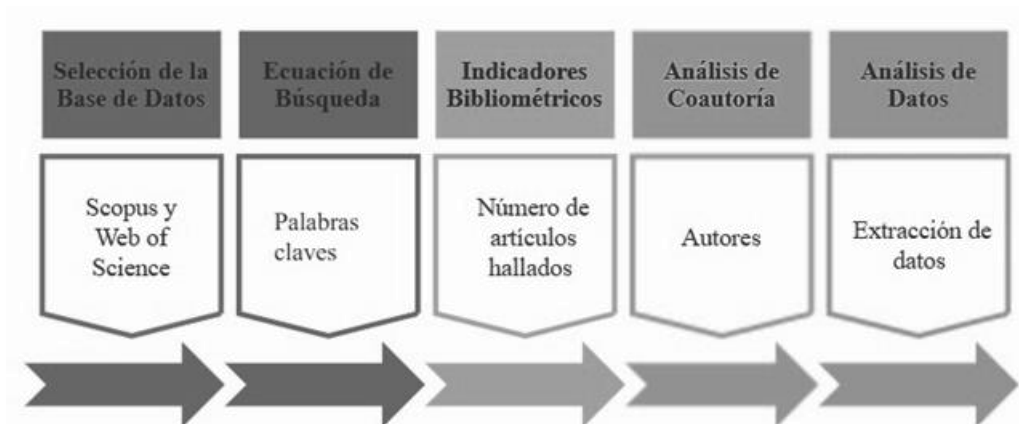 Selección de la
Base de Datos
Ecuación de
Búsqueda
Indicadores
Bibliométricos
Análisis de
Coautoría
Análisis de
Datos
Scopus y
Web of
Science
Palabras
claves
Número de
artículos
hallados
Autores
Extracción de
datos